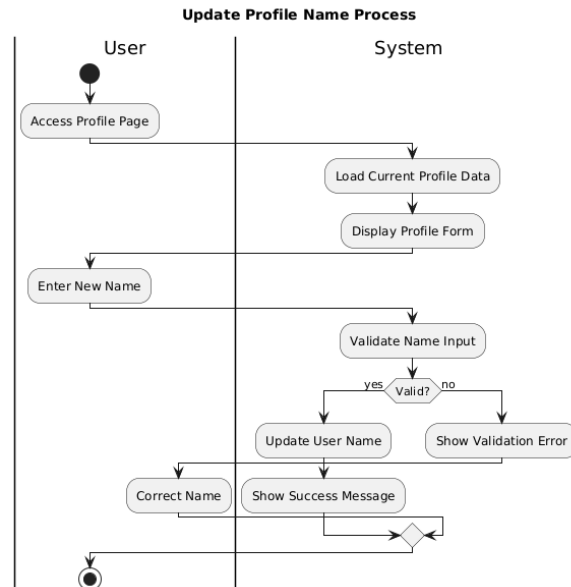 Update Profile Name Process
User
System
Access Profile Page
Load Current Profile Data
Display Profile Form
Enter New Name
Validate Name Input
yes
Valid?
no
Update User Name
Show Validation Error
Correct Name
Show Success Message